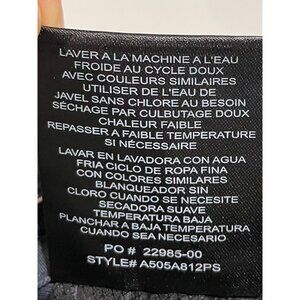 LAVER A LA MACHINE A L'EAU
FROIDE AU CYCLE DOUX
AVEC COULEURS SIMILAIRES
UTILISER DE L'EAU DE
JAVEL SANS CHLORE AU BESOIN
SÉCHAGE PAR CULBUTAGE DOUX
CHALEUR FAIBLE
REPASSER A FAIBLE TEMPERATURE
SI NÉCESSAIRE
LAVAR EN LAVADORA CON AGUA
FRIA CICLO DE ROPA FINA
CON COLORES SIMILARES
BLANQUEADOR SIN
CLORO CUANDO SE NECESITE
SECADORA SUAVE
TEMPERATURA BAJA
PLANCHAR A BAJA TEMPERATURA
CUANDO SEA NECESARIO
PO # 22985-00
STYLE# A505A812PS